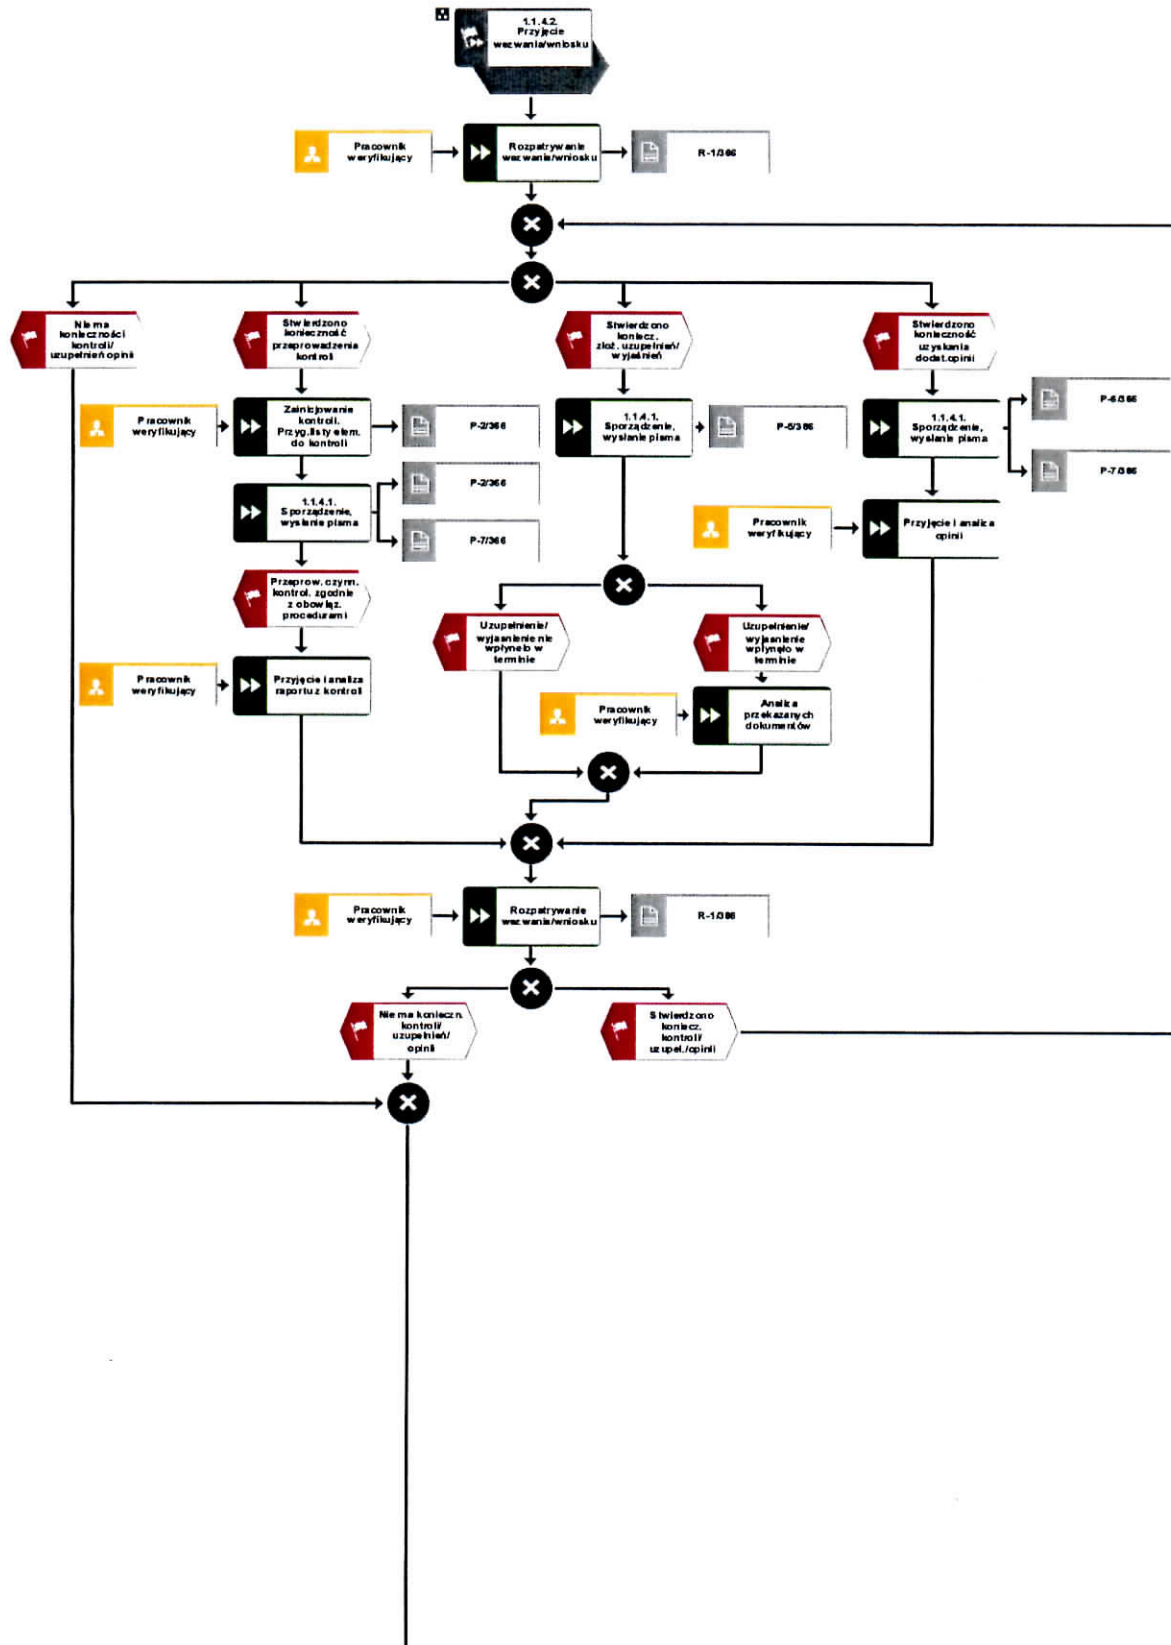 1.1.4.2.
Przyjęcie
wezwania/wniosku
Pracownik
weryfikujący
Rozpatrywanie
wezwania/wniosku
R-1/366
Nie ma
konieczności
kontroli/
uzupełnień opinii
Stwierdzono
konieczność
przeprowadzenia
kontroli
Stwierdzono
koniecz.
złoż. uzupełnień/
wyjaśnień
Stwierdzono
konieczność
uzyskania
dodat.opinii
Pracownik
weryfikujący
Zainicjowanie
kontroli.
Przyg.listy elem.
do kontroli
P-2/366
1.1.4.1.
Sporządzenie,
wysłanie pisma
P-5/366
1.1.4.1.
Sporządzenie,
wysłanie pisma
P-6/366
P-7/366
1.1.4.1.
Sporządzenie,
wysłanie pisma
P-2/366
P-7/366
Pracownik
weryfikujący
Przyjęcie i analiza
opinii
Przeprow. czynn.
kontrol. zgodnie
z obowiąz.
procedurami
Uzupełnienie/
wyjasnienie nie
wpłynęło w
terminie
Uzupełnienie/
wyjasnienie
wpłynęło w
terminie
Pracownik
weryfikujący
Przyjęcie i analiza
raportu z kontroli
Pracownik
weryfikujący
Analiza
przekazanych
dokumentów
Pracownik
weryfikujący
Rozpatrywanie
wezwania/wniosku
R-1/366
Nie ma konieczn.
kontroli/
uzupełnień/
opinii
Stwierdzono
koniecz.
kontroli/
uzupeł./opinii